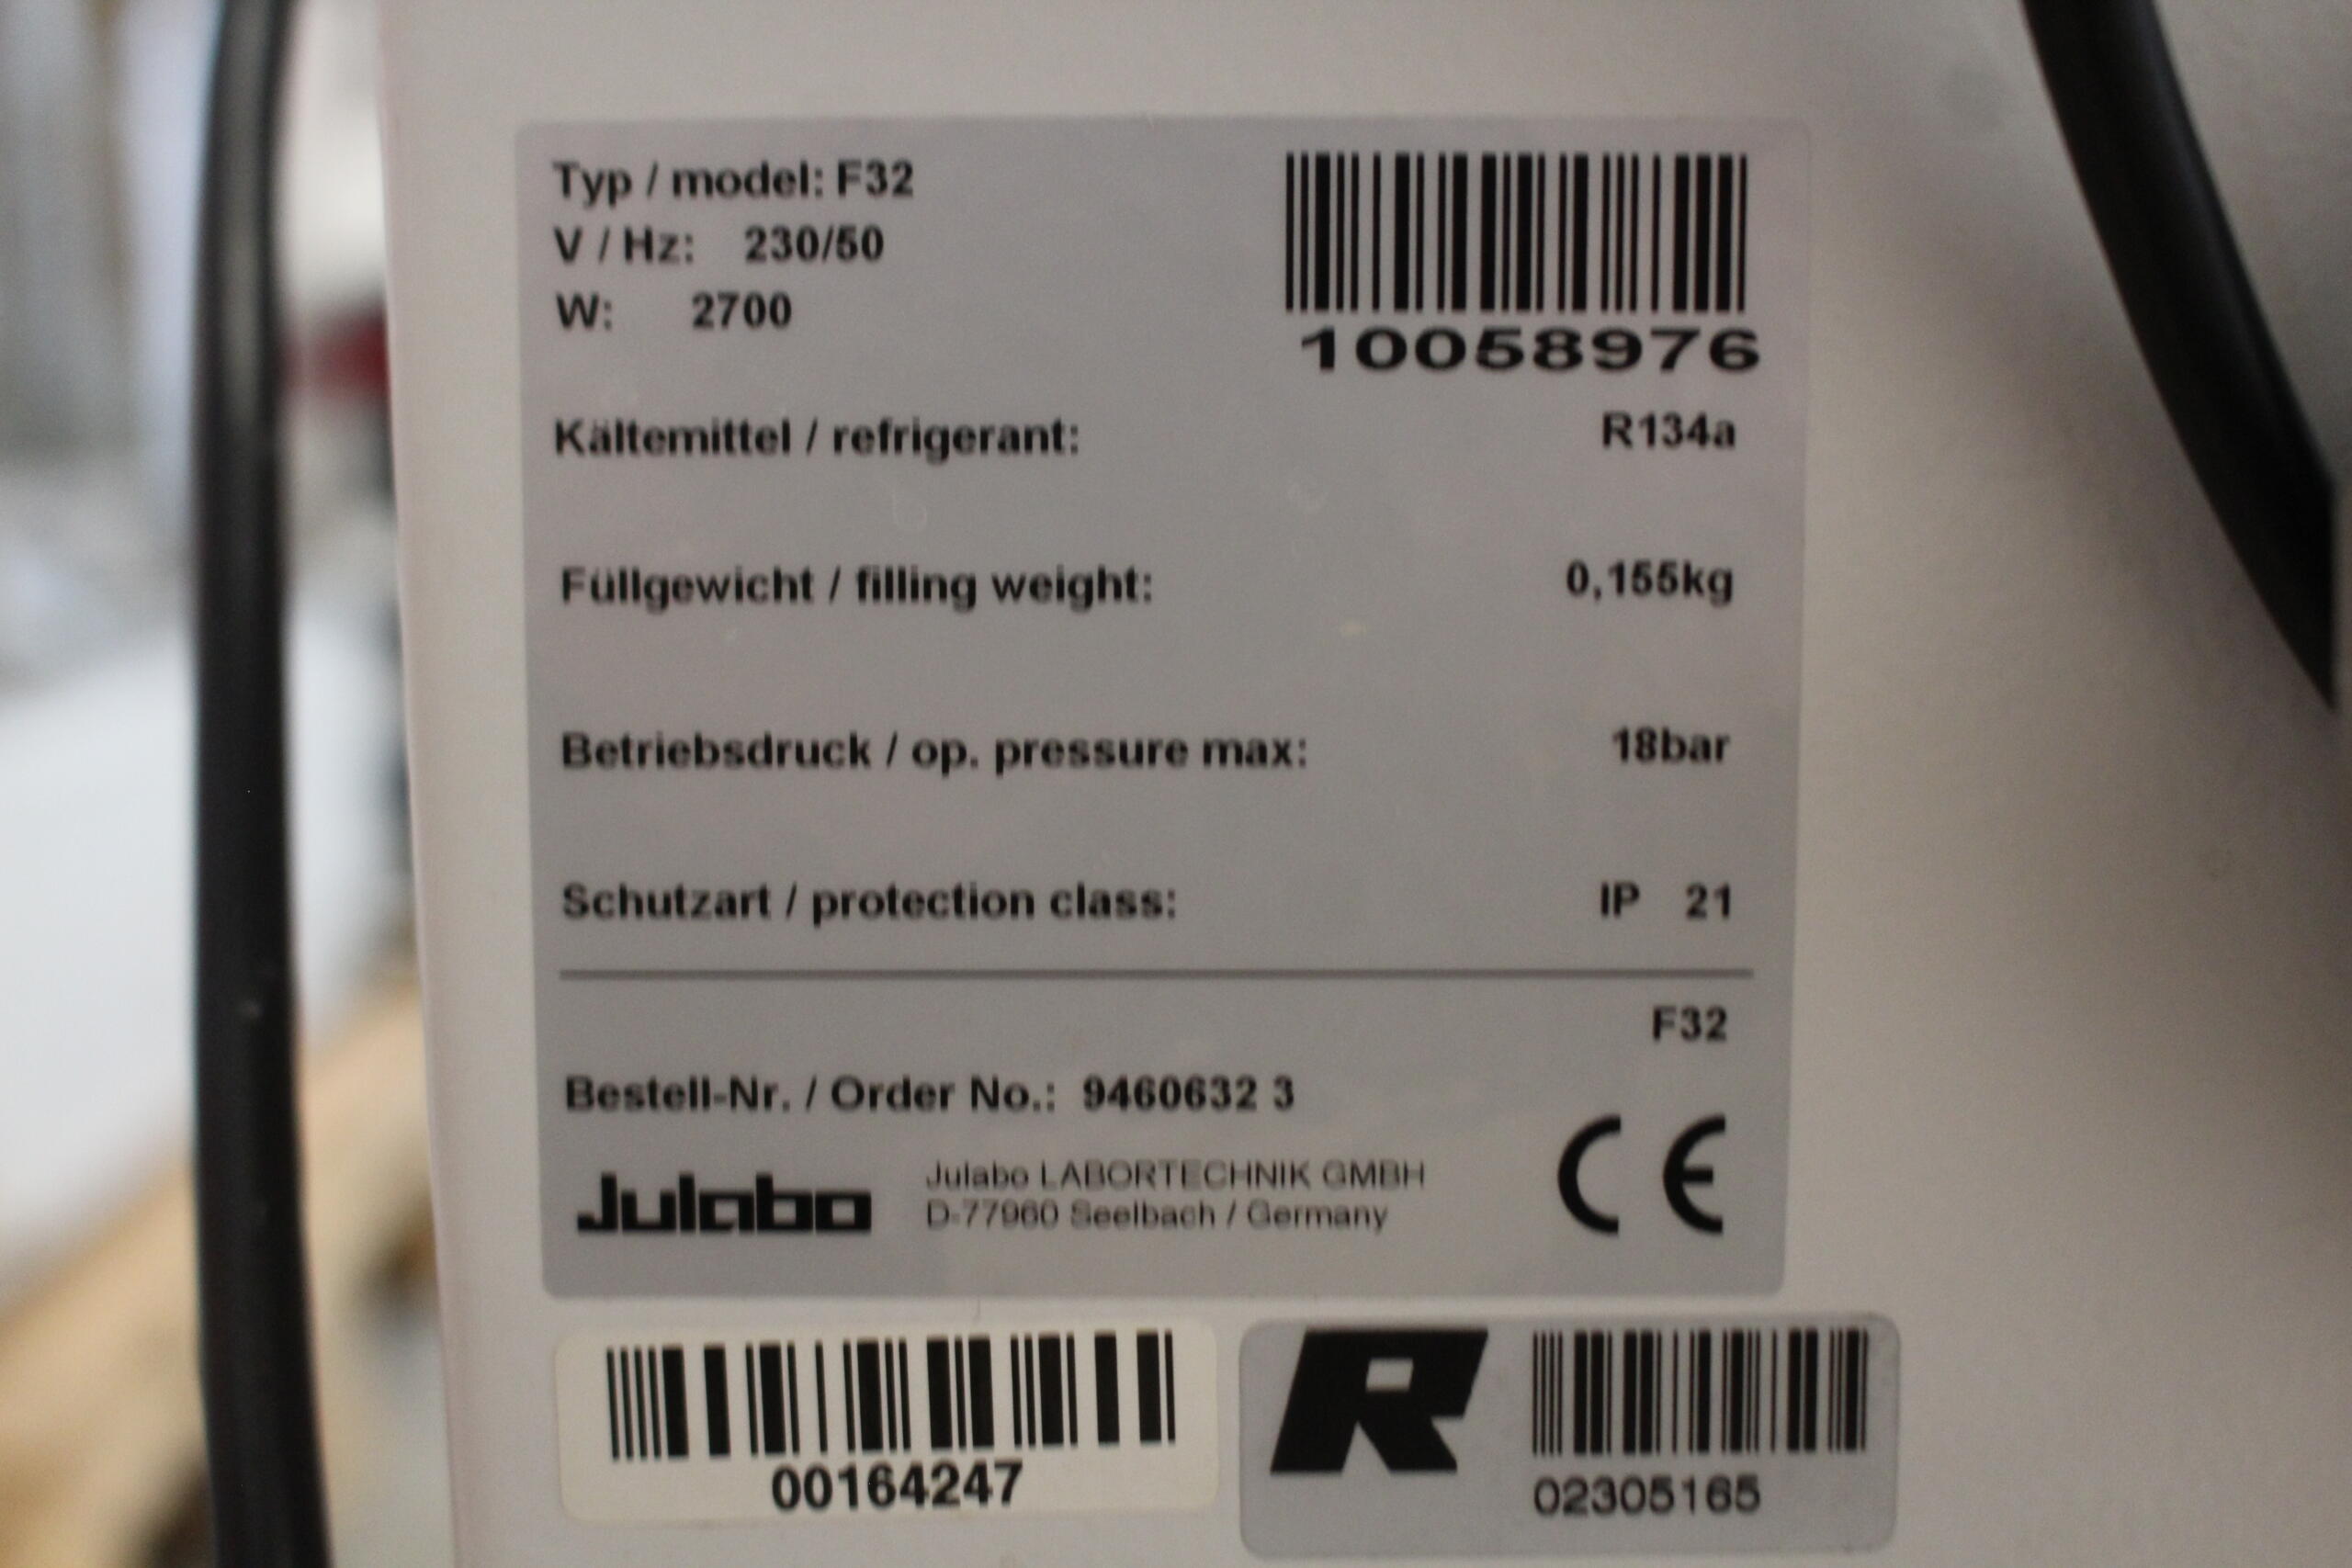 Typ / model: F32
V / Hz: 230/50
W: 2700
10058976
Kältemittel / refrigerant: R134a
Füllgewicht / filling weight: 0,155kg
Betriebsdruck / op. pressure max: 18bar
Schutzart / protection class: IP 21
F32
Bestell-Nr. / Order No.: 9460632 3
Julabo
Julabo LABORTECHNIK GMBH
D-77960 Seelbach / Germany
CE
00164247
R
02305165